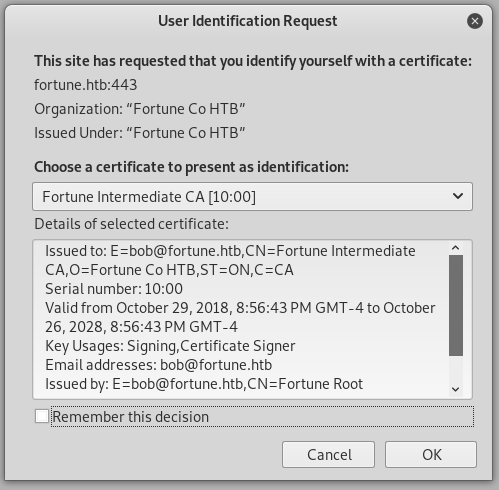 User Identification Request
This site has requested that you identify yourself with a certificate:
fortune.htb:443
Organization: “Fortune Co HTB”
Issued Under: “Fortune Co HTB”
Choose a certificate to present as identification:
Fortune Intermediate CA [10:00]
Details of selected certificate:
Issued to: E=bob@fortune.htb,CN=Fortune Intermediate
CA,O=Fortune Co HTB,ST=ON,C=CA
Serial number: 10:00
Valid from October 29, 2018, 8:56:43 PM GMT-4 to October
26, 2028, 8:56:43 PM GMT-4
Key Usages: Signing,Certificate Signer
Email addresses: bob@fortune.htb
Issued by: E=bob@fortune.htb,CN=Fortune Root
Remember this decision
Cancel
OK